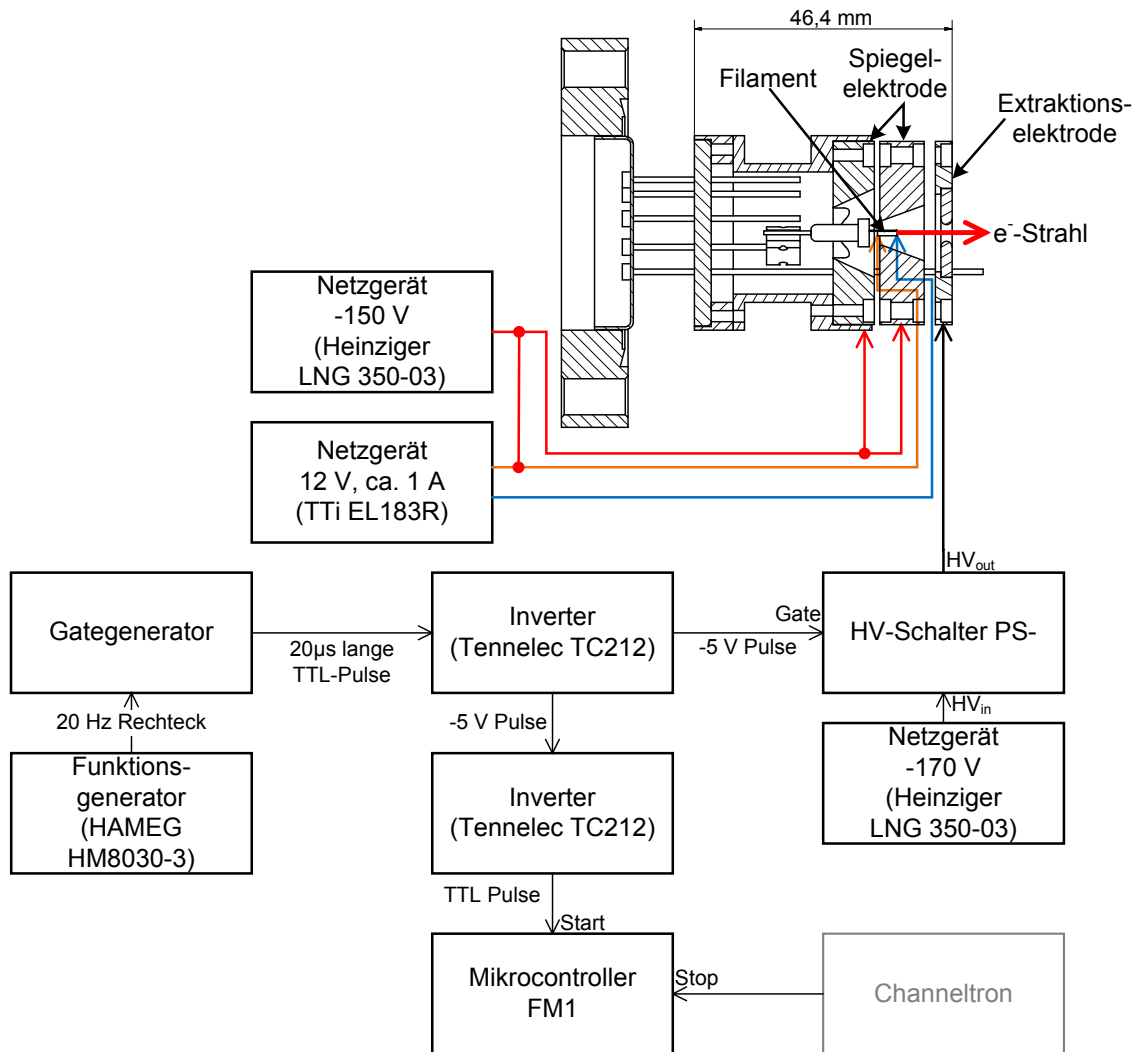 46,4 mm
Spiegel-
elektrode
Filament
Extraktions-
elektrode
e⁻-Strahl
Netzgerät
-150 V
(Heinziger
LNG 350-03)
Netzgerät
12 V, ca. 1 A
(TTi EL183R)
HVout
Gategenerator
20µs lange
TTL-Pulse
Inverter
(Tennelec TC212)
Gate
-5 V Pulse
HV-Schalter PS-
20 Hz Rechteck
-5 V Pulse
HVin
Funktions-
generator
(HAMEG
HM8030-3)
Inverter
(Tennelec TC212)
Netzgerät
-170 V
(Heinziger
LNG 350-03)
TTL Pulse
Start
Mikrocontroller
FM1
Stop
Channeltron